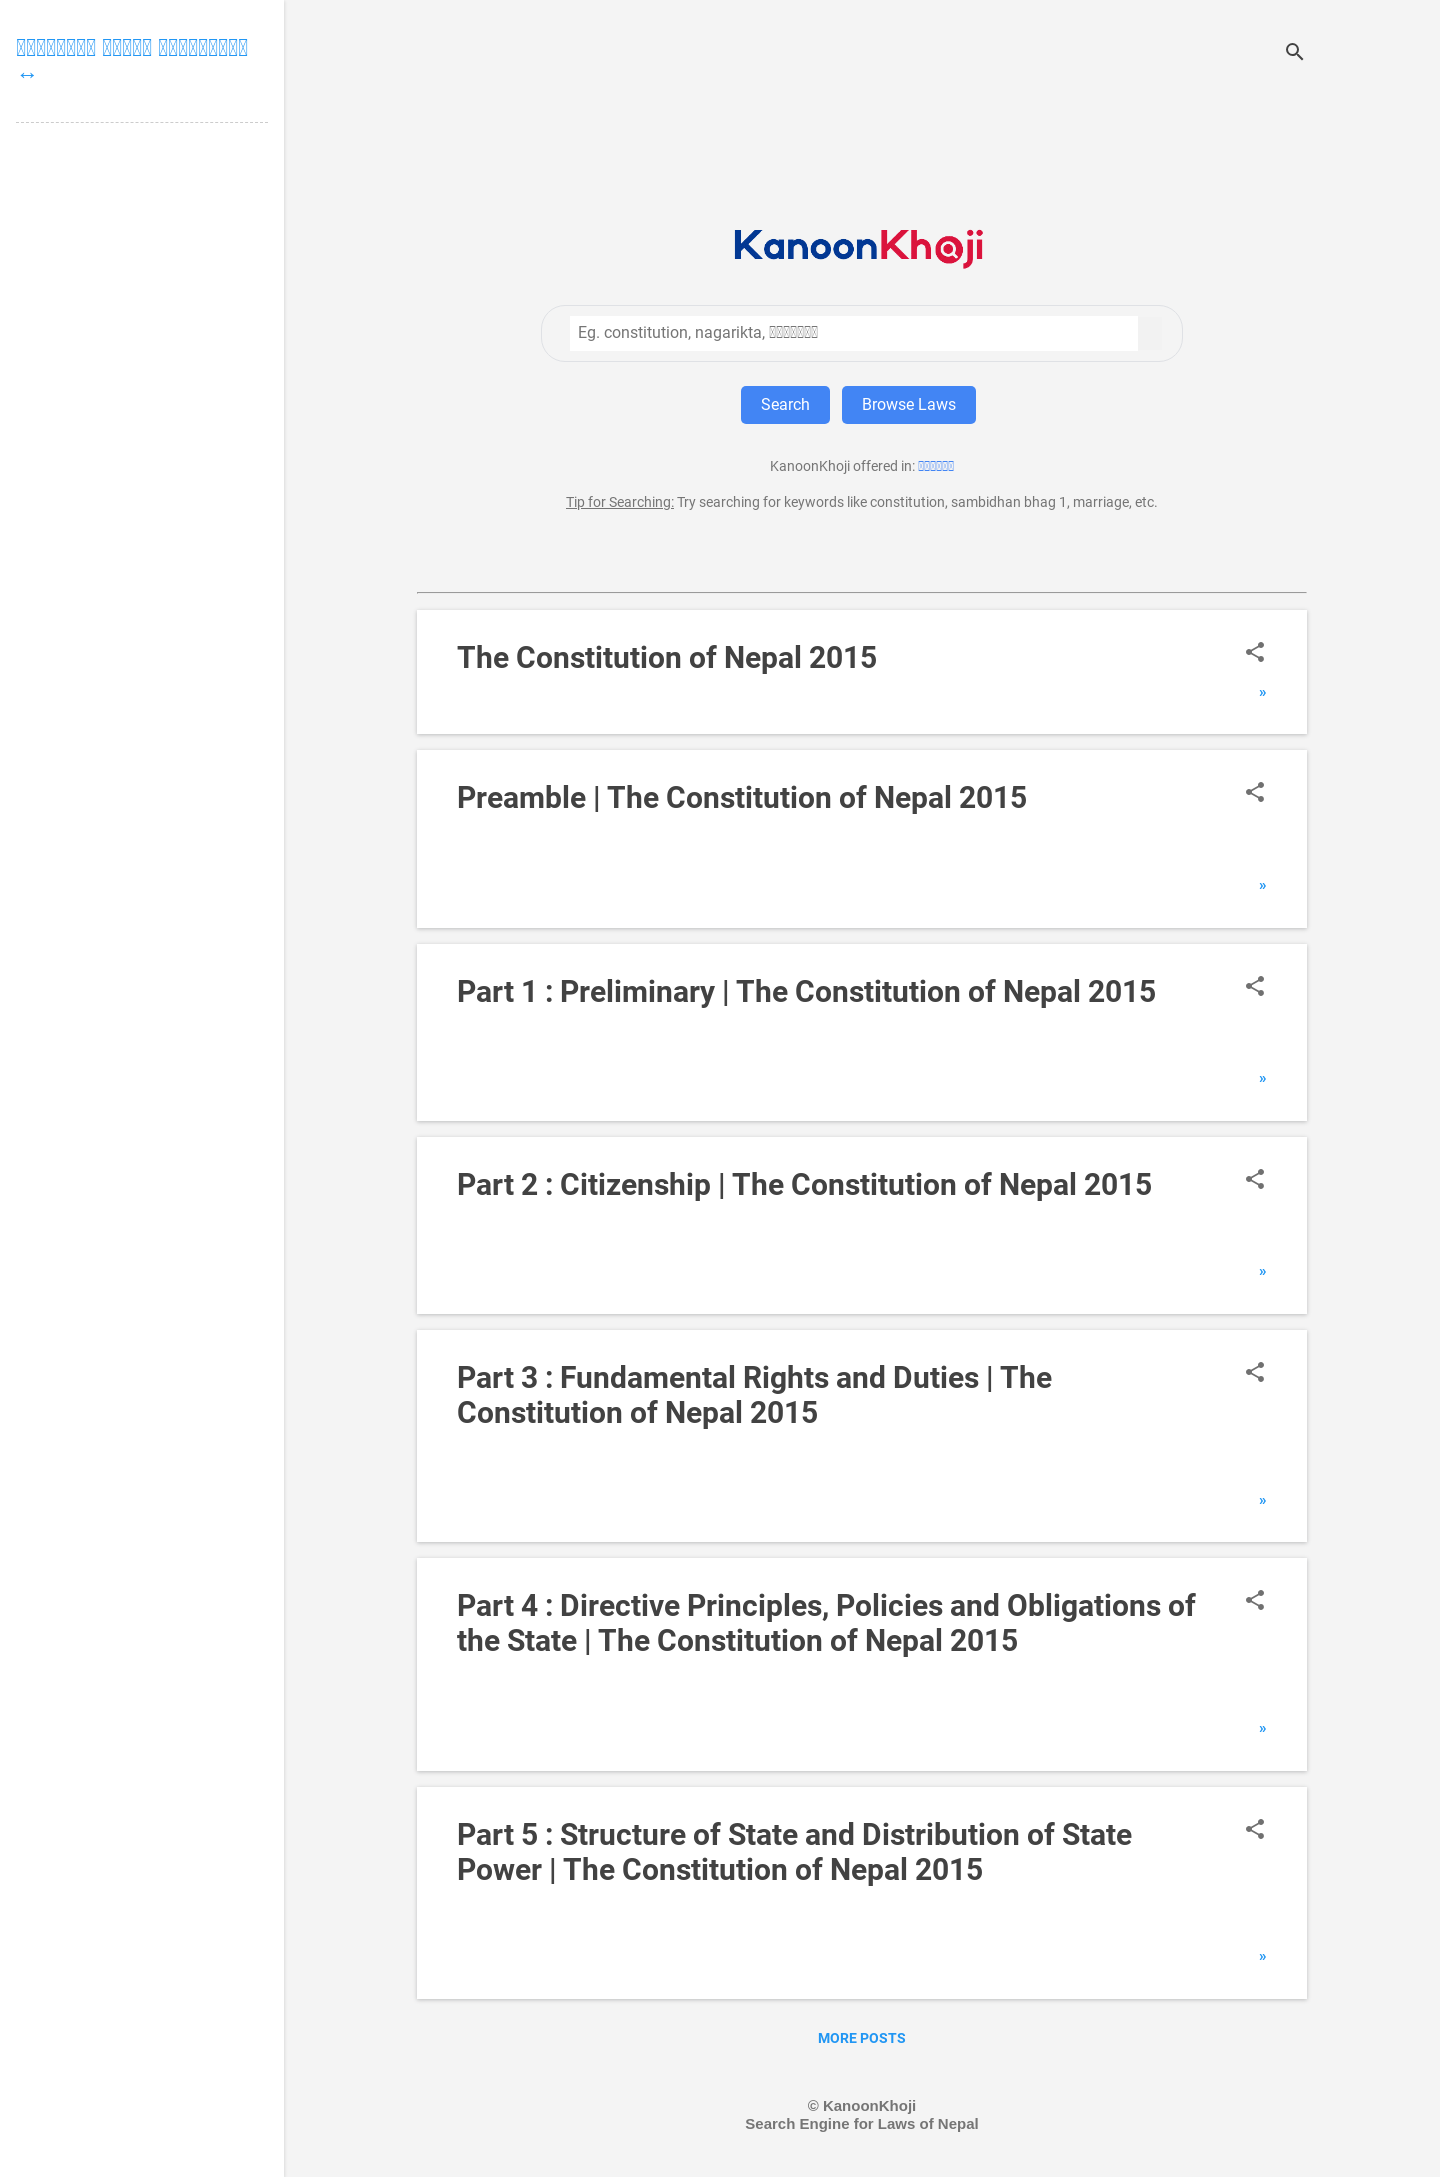 ↔
KanoonKhoji
Eg. constitution, nagarikta,
Search
Browse Laws
KanoonKhoji offered in:
Tip for Searching: Try searching for keywords like constitution, sambidhan bhag 1, marriage, etc.
The Constitution of Nepal 2015
»
Preamble | The Constitution of Nepal 2015
»
Part 1 : Preliminary | The Constitution of Nepal 2015
»
Part 2 : Citizenship | The Constitution of Nepal 2015
»
Part 3 : Fundamental Rights and Duties | The
Constitution of Nepal 2015
»
Part 4 : Directive Principles, Policies and Obligations of
the State | The Constitution of Nepal 2015
»
Part 5 : Structure of State and Distribution of State
Power | The Constitution of Nepal 2015
»
MORE POSTS
© KanoonKhoji
Search Engine for Laws of Nepal